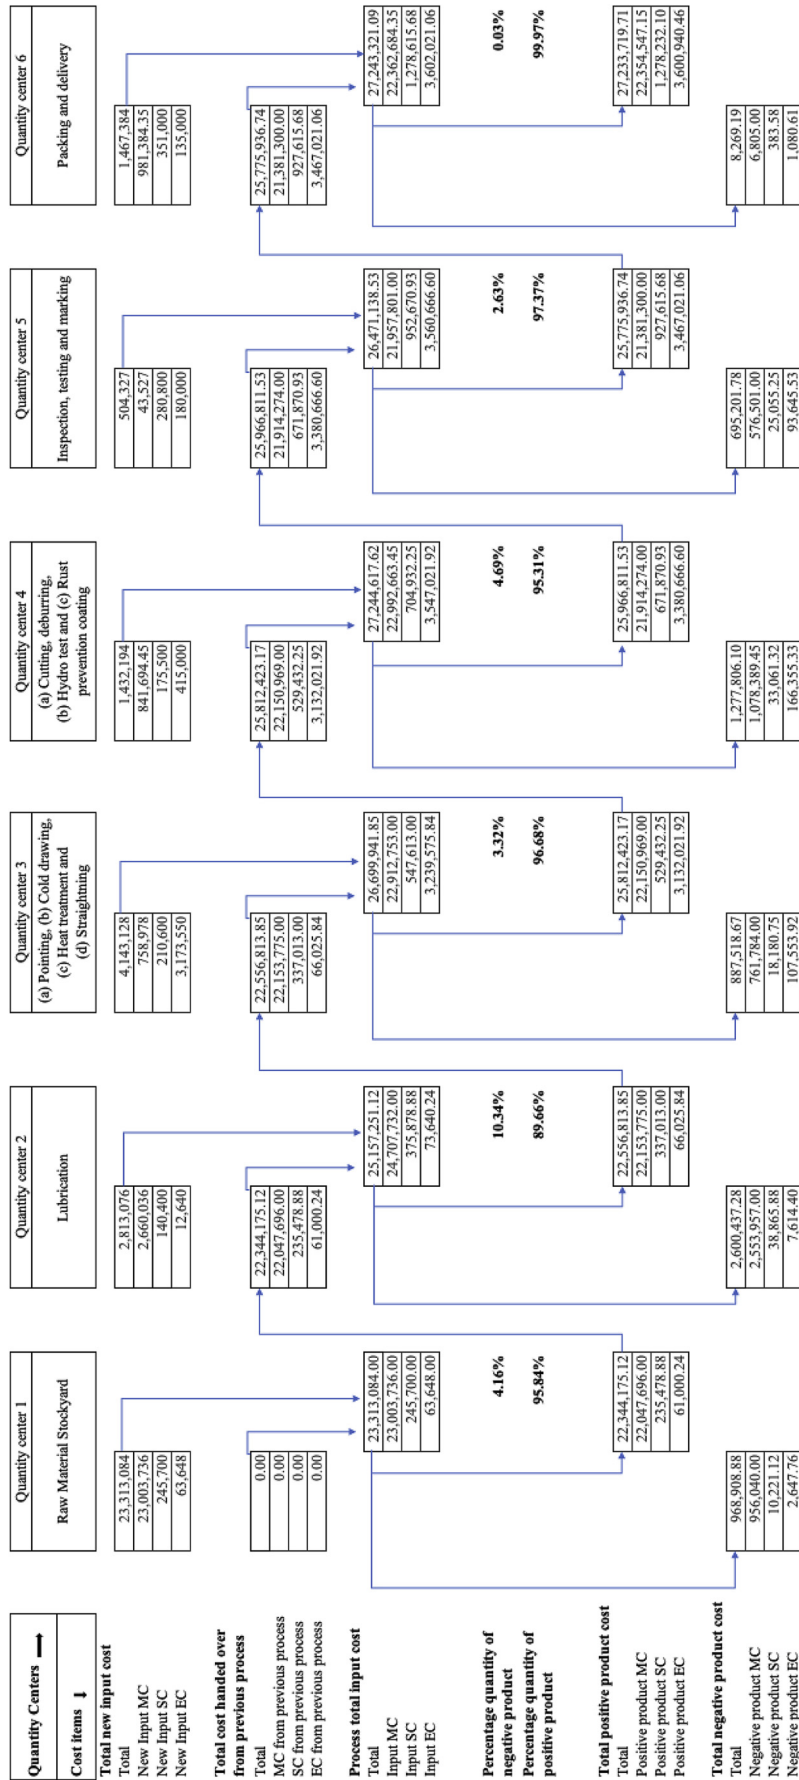 Quantity Centers ➡ Quantity center 1 Quantity center 2 Quantity center 3 Quantity center 4 Quantity center 5 Quantity center 6
Cost items ⬇ Raw Material Stockyard Lubrication (a) Pointing, (b) Cold drawing, (c) Heat treatment and (d) Straightning (a) Cutting, deburring, (b) Hydro test and (c) Rust prevention coating Inspection, testing and marking Packing and delivery
Total new input cost
Total 23,313,084 2,813,076 4,143,128 1,432,194 504,327 1,467,384
New Input MC 23,003,736 2,660,036 758,978 841,694.45 43,527 981,384.35
New Input SC 245,700 140,400 210,600 175,500 280,800 351,000
New Input EC 63,648 12,640 3,173,550 415,000 180,000 135,000
Total cost handed over
from previous process
Total 0.00 22,344,175.12 22,556,813.85 25,812,423.17 25,966,811.53 25,775,936.74
MC from previous process 0.00 22,047,696.00 22,153,775.00 22,150,969.00 21,914,274.00 21,381,300.00
SC from previous process 0.00 235,478.88 337,013.00 529,432.25 671,870.93 927,615.68
EC from previous process 0.00 61,000.24 66,025.84 3,132,021.92 3,380,666.60 3,467,021.06
Process total input cost
Total 23,313,084.00 25,157,251.12 26,699,941.85 27,244,617.62 26,471,138.53 27,243,321.09
Input MC 23,003,736.00 24,707,732.00 22,912,753.00 22,992,663.45 21,957,801.00 22,362,684.35
Input SC 245,700.00 375,878.88 547,613.00 704,932.25 952,670.93 1,278,615.68
Input EC 63,648.00 73,640.24 3,239,575.84 3,547,021.92 3,560,666.60 3,602,021.06
Percentage quantity of
negative product 4.16% 10.34% 3.32% 4.69% 2.63% 0.03%
Percentage quantity of
positive product 95.84% 89.66% 96.68% 95.31% 97.37% 99.97%
Total positive product cost
Total 22,344,175.12 22,556,813.85 25,812,423.17 25,966,811.53 25,775,936.74 27,233,719.71
Positive product MC 22,047,696.00 22,153,775.00 22,150,969.00 21,914,274.00 21,381,300.00 22,354,547.15
Positive product SC 235,478.88 337,013.00 529,432.25 671,870.93 927,615.68 1,278,232.10
Positive product EC 61,000.24 66,025.84 3,132,021.92 3,380,666.60 3,467,021.06 3,600,940.46
Total negative product cost
Total 968,908.88 2,600,437.28 887,518.67 1,277,806.10 695,201.78 8,269.19
Negative product MC 956,040.00 2,553,957.00 761,784.00 1,078,389.45 576,501.00 6,805.00
Negative product SC 10,221.12 38,865.88 18,180.75 33,061.32 25,055.25 383.58
Negative product EC 2,647.76 7,614.40 107,553.92 166,355.33 93,645.53 1,080.61